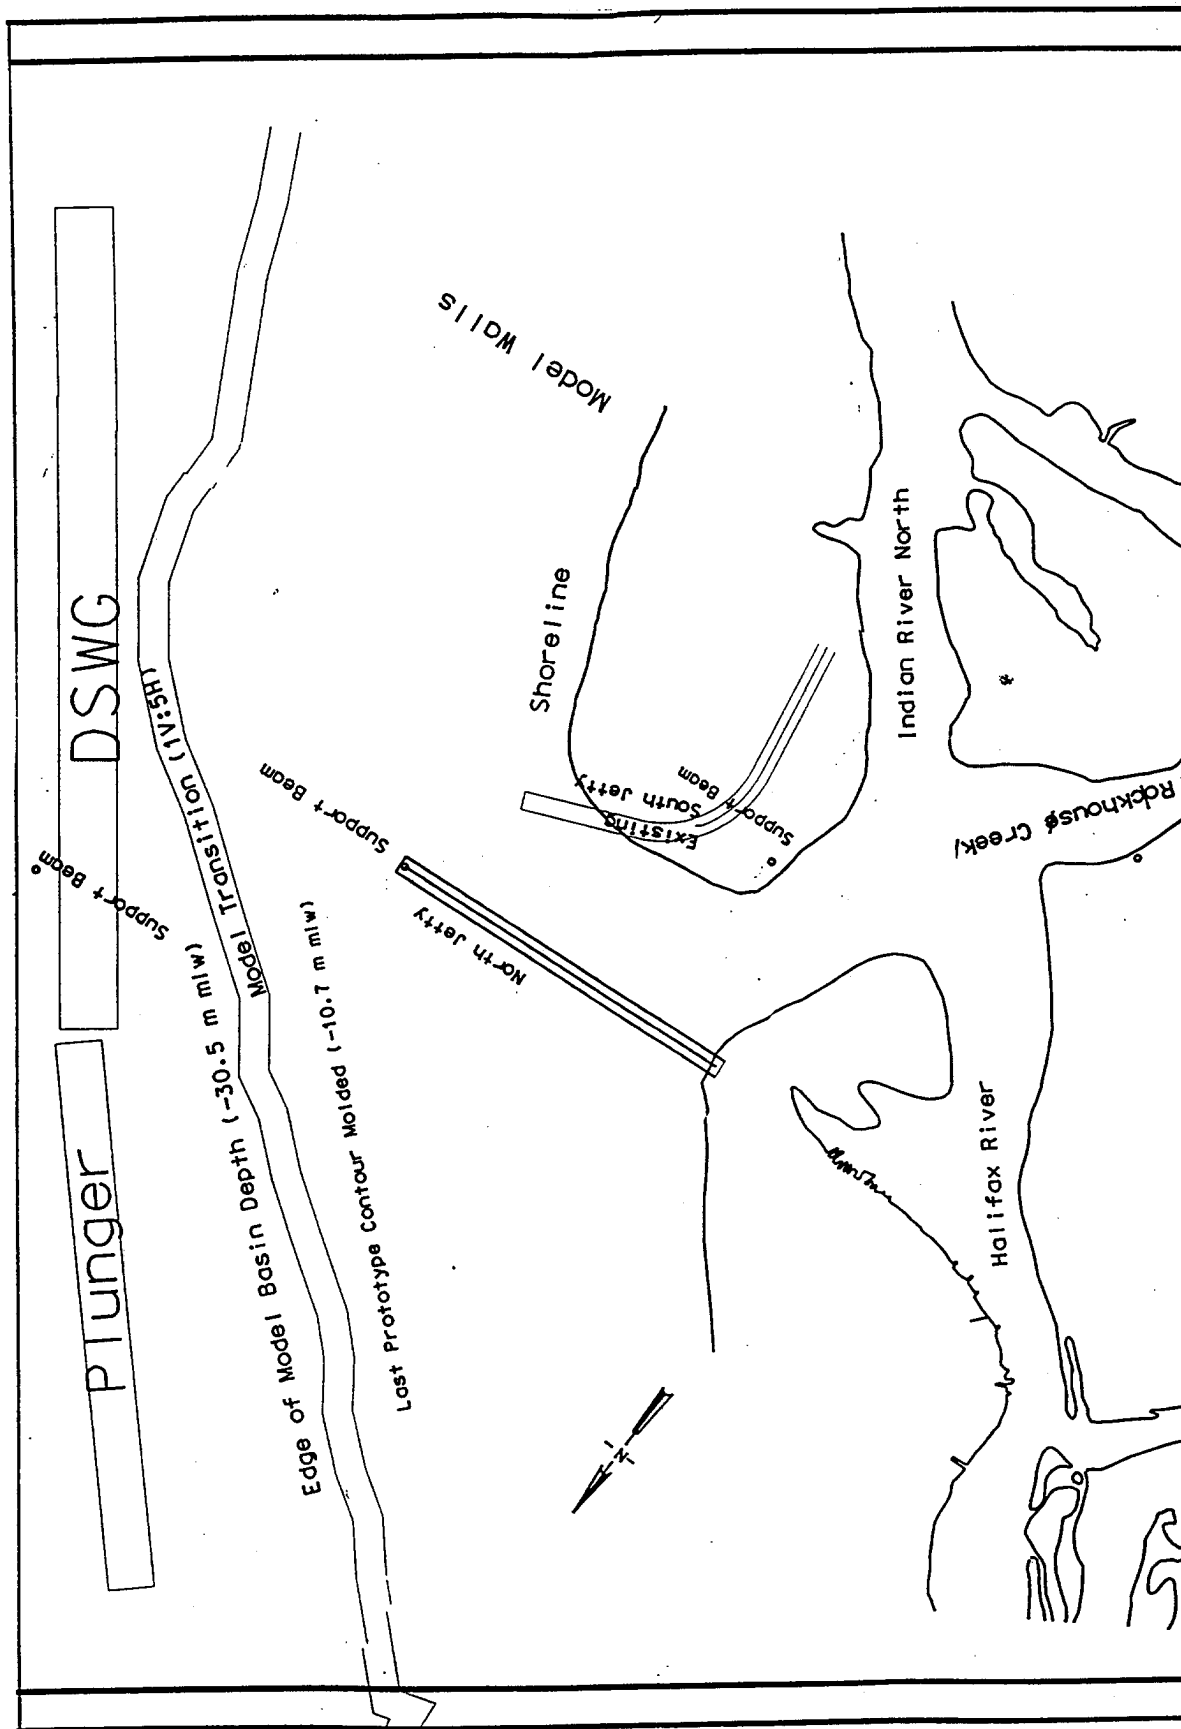 Model Walls
DSWG
Shoreline
Indian River North
Model Transition (1V:5H)
Support Beam
Existing
South Jetty
Support
Beam
Rockhouse Creek
Support Beam
North Jetty
Edge of Model Basin Depth (-30.5 m mlw)
Last Prototype Contour Molded (-10.7 m mlw)
Plunger
Halifax River
N